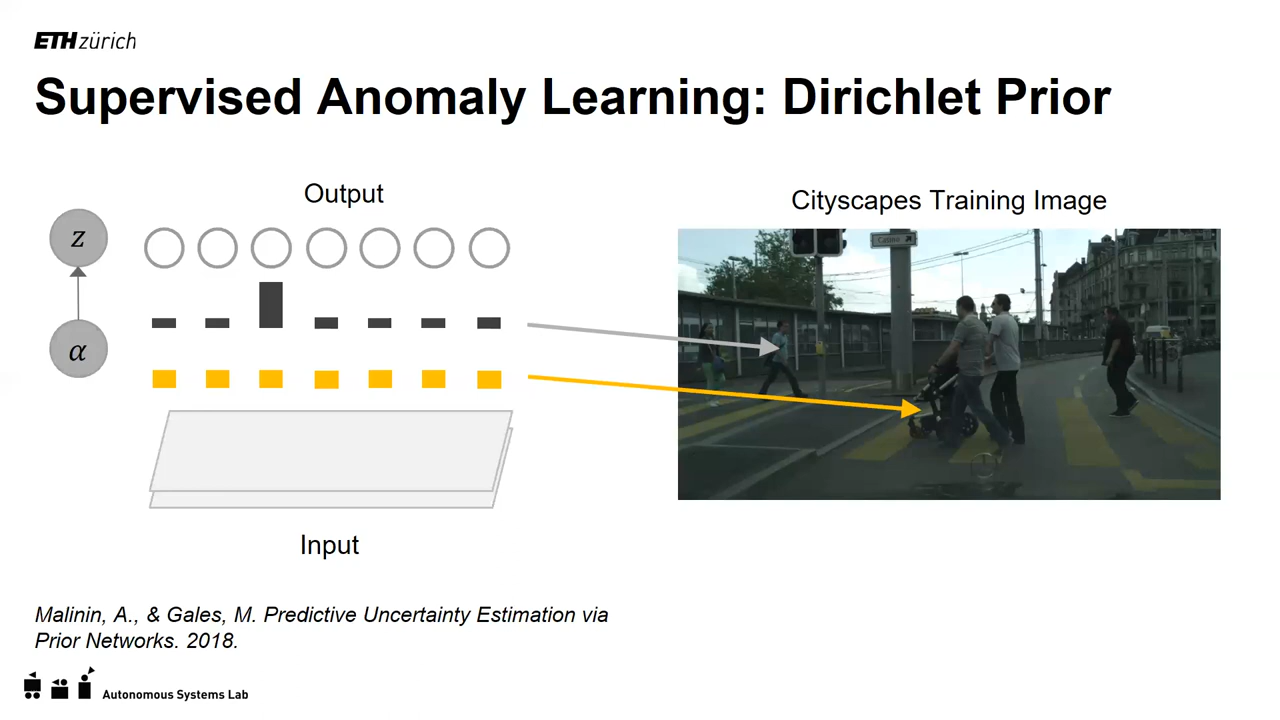 ETH zürich
Supervised Anomaly Learning: Dirichlet Prior
Output
Cityscapes Training Image
z
α
Casino
Input
Malinin, A., & Gales, M. Predictive Uncertainty Estimation via
Prior Networks. 2018.
Autonomous Systems Lab